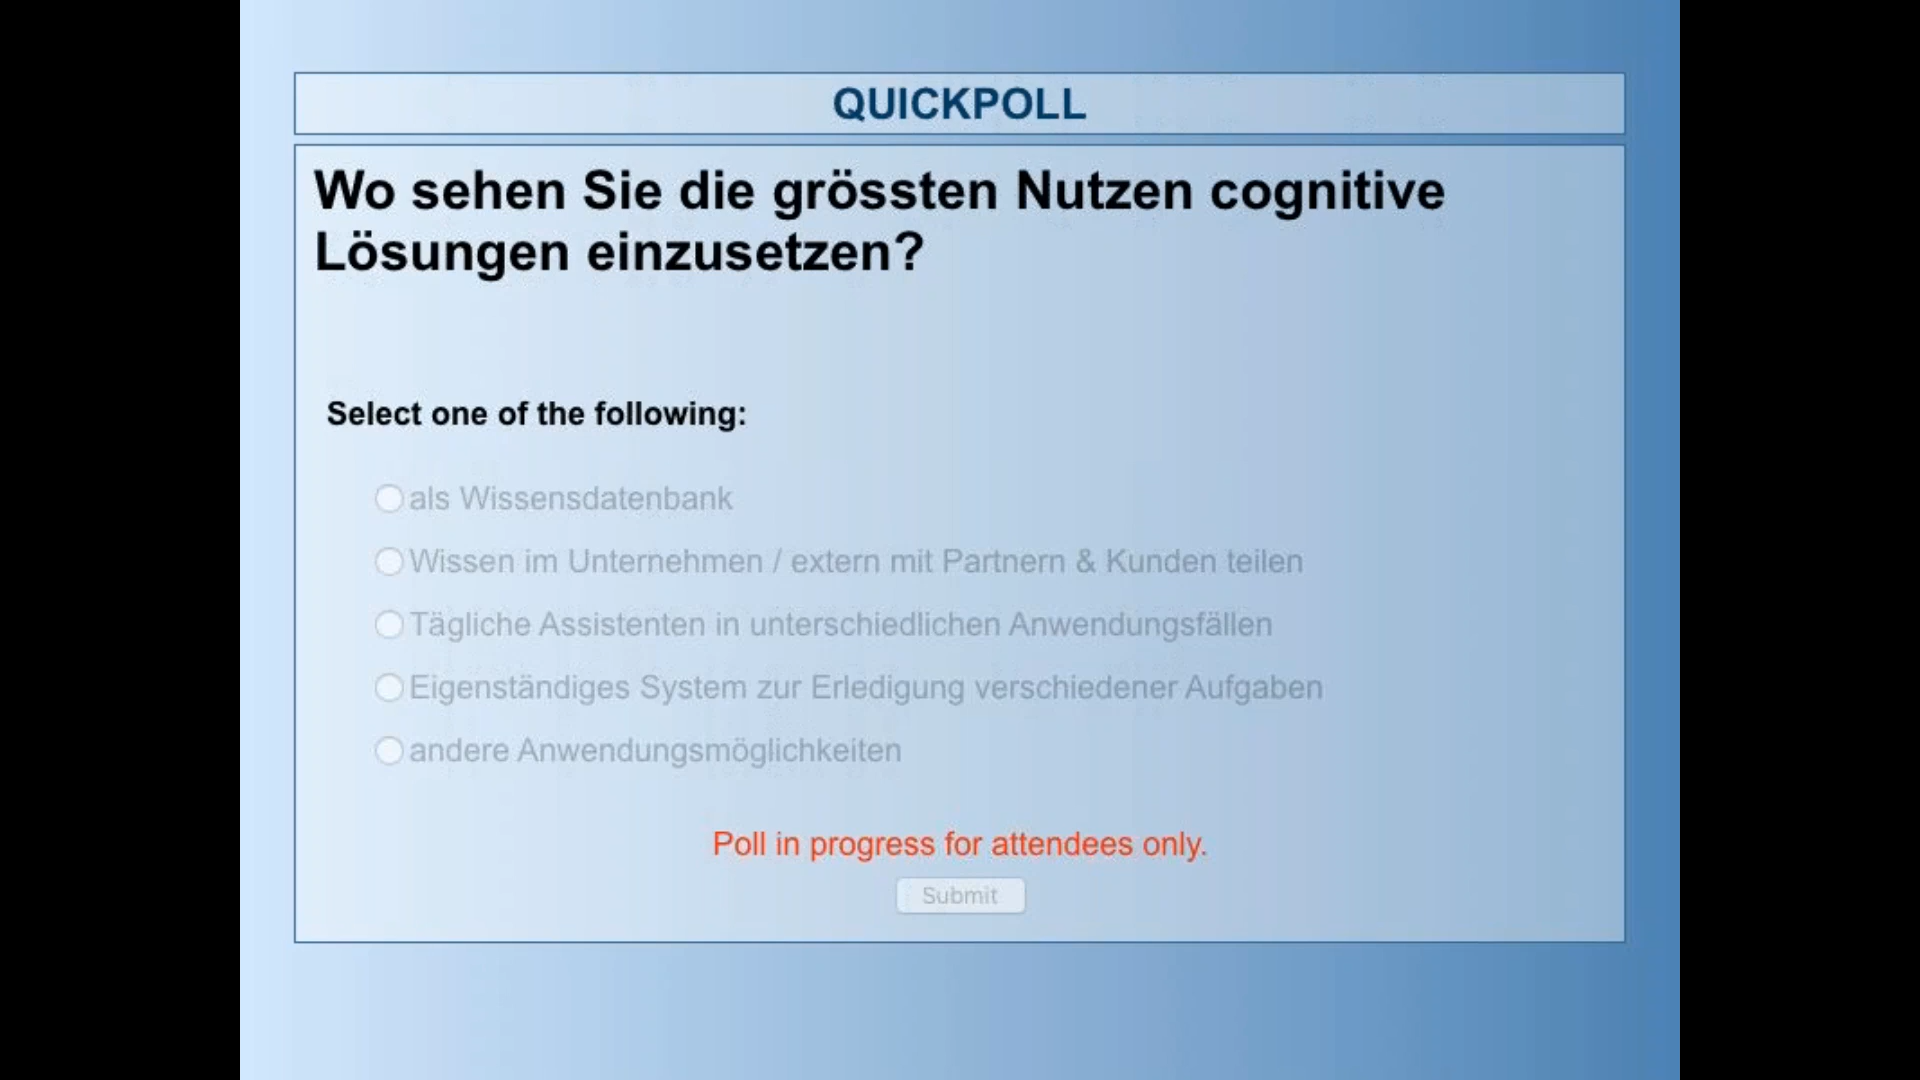 QUICKPOLL
Wo sehen Sie die grössten Nutzen cognitive
Lösungen einzusetzen?
Select one of the following:
als Wissensdatenbank
Wissen im Unternehmen / extern mit Partnern & Kunden teilen
Tägliche Assistenten in unterschiedlichen Anwendungsfällen
Eigenständiges System zur Erledigung verschiedener Aufgaben
andere Anwendungsmöglichkeiten
Poll in progress for attendees only.
Submit